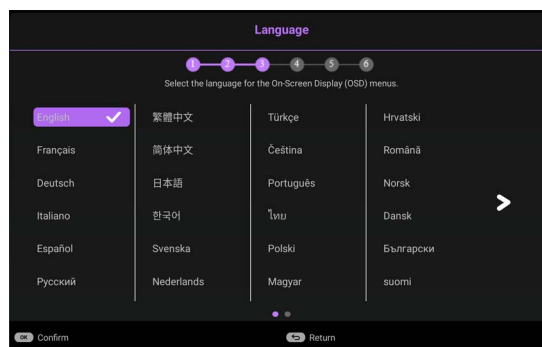 Language
1 2 3 4 5 6
Select the language for the On-Screen Display (OSD) menus.
English 繁體中文 Türkçe Hrvatski
Français 简体中文 Čeština Română
Deutsch 日本語 Português Norsk
Italiano 한국어 ไทย Dansk
Español Svenska Polski Български
Русский Nederlands Magyar suomi
OK Confirm Return